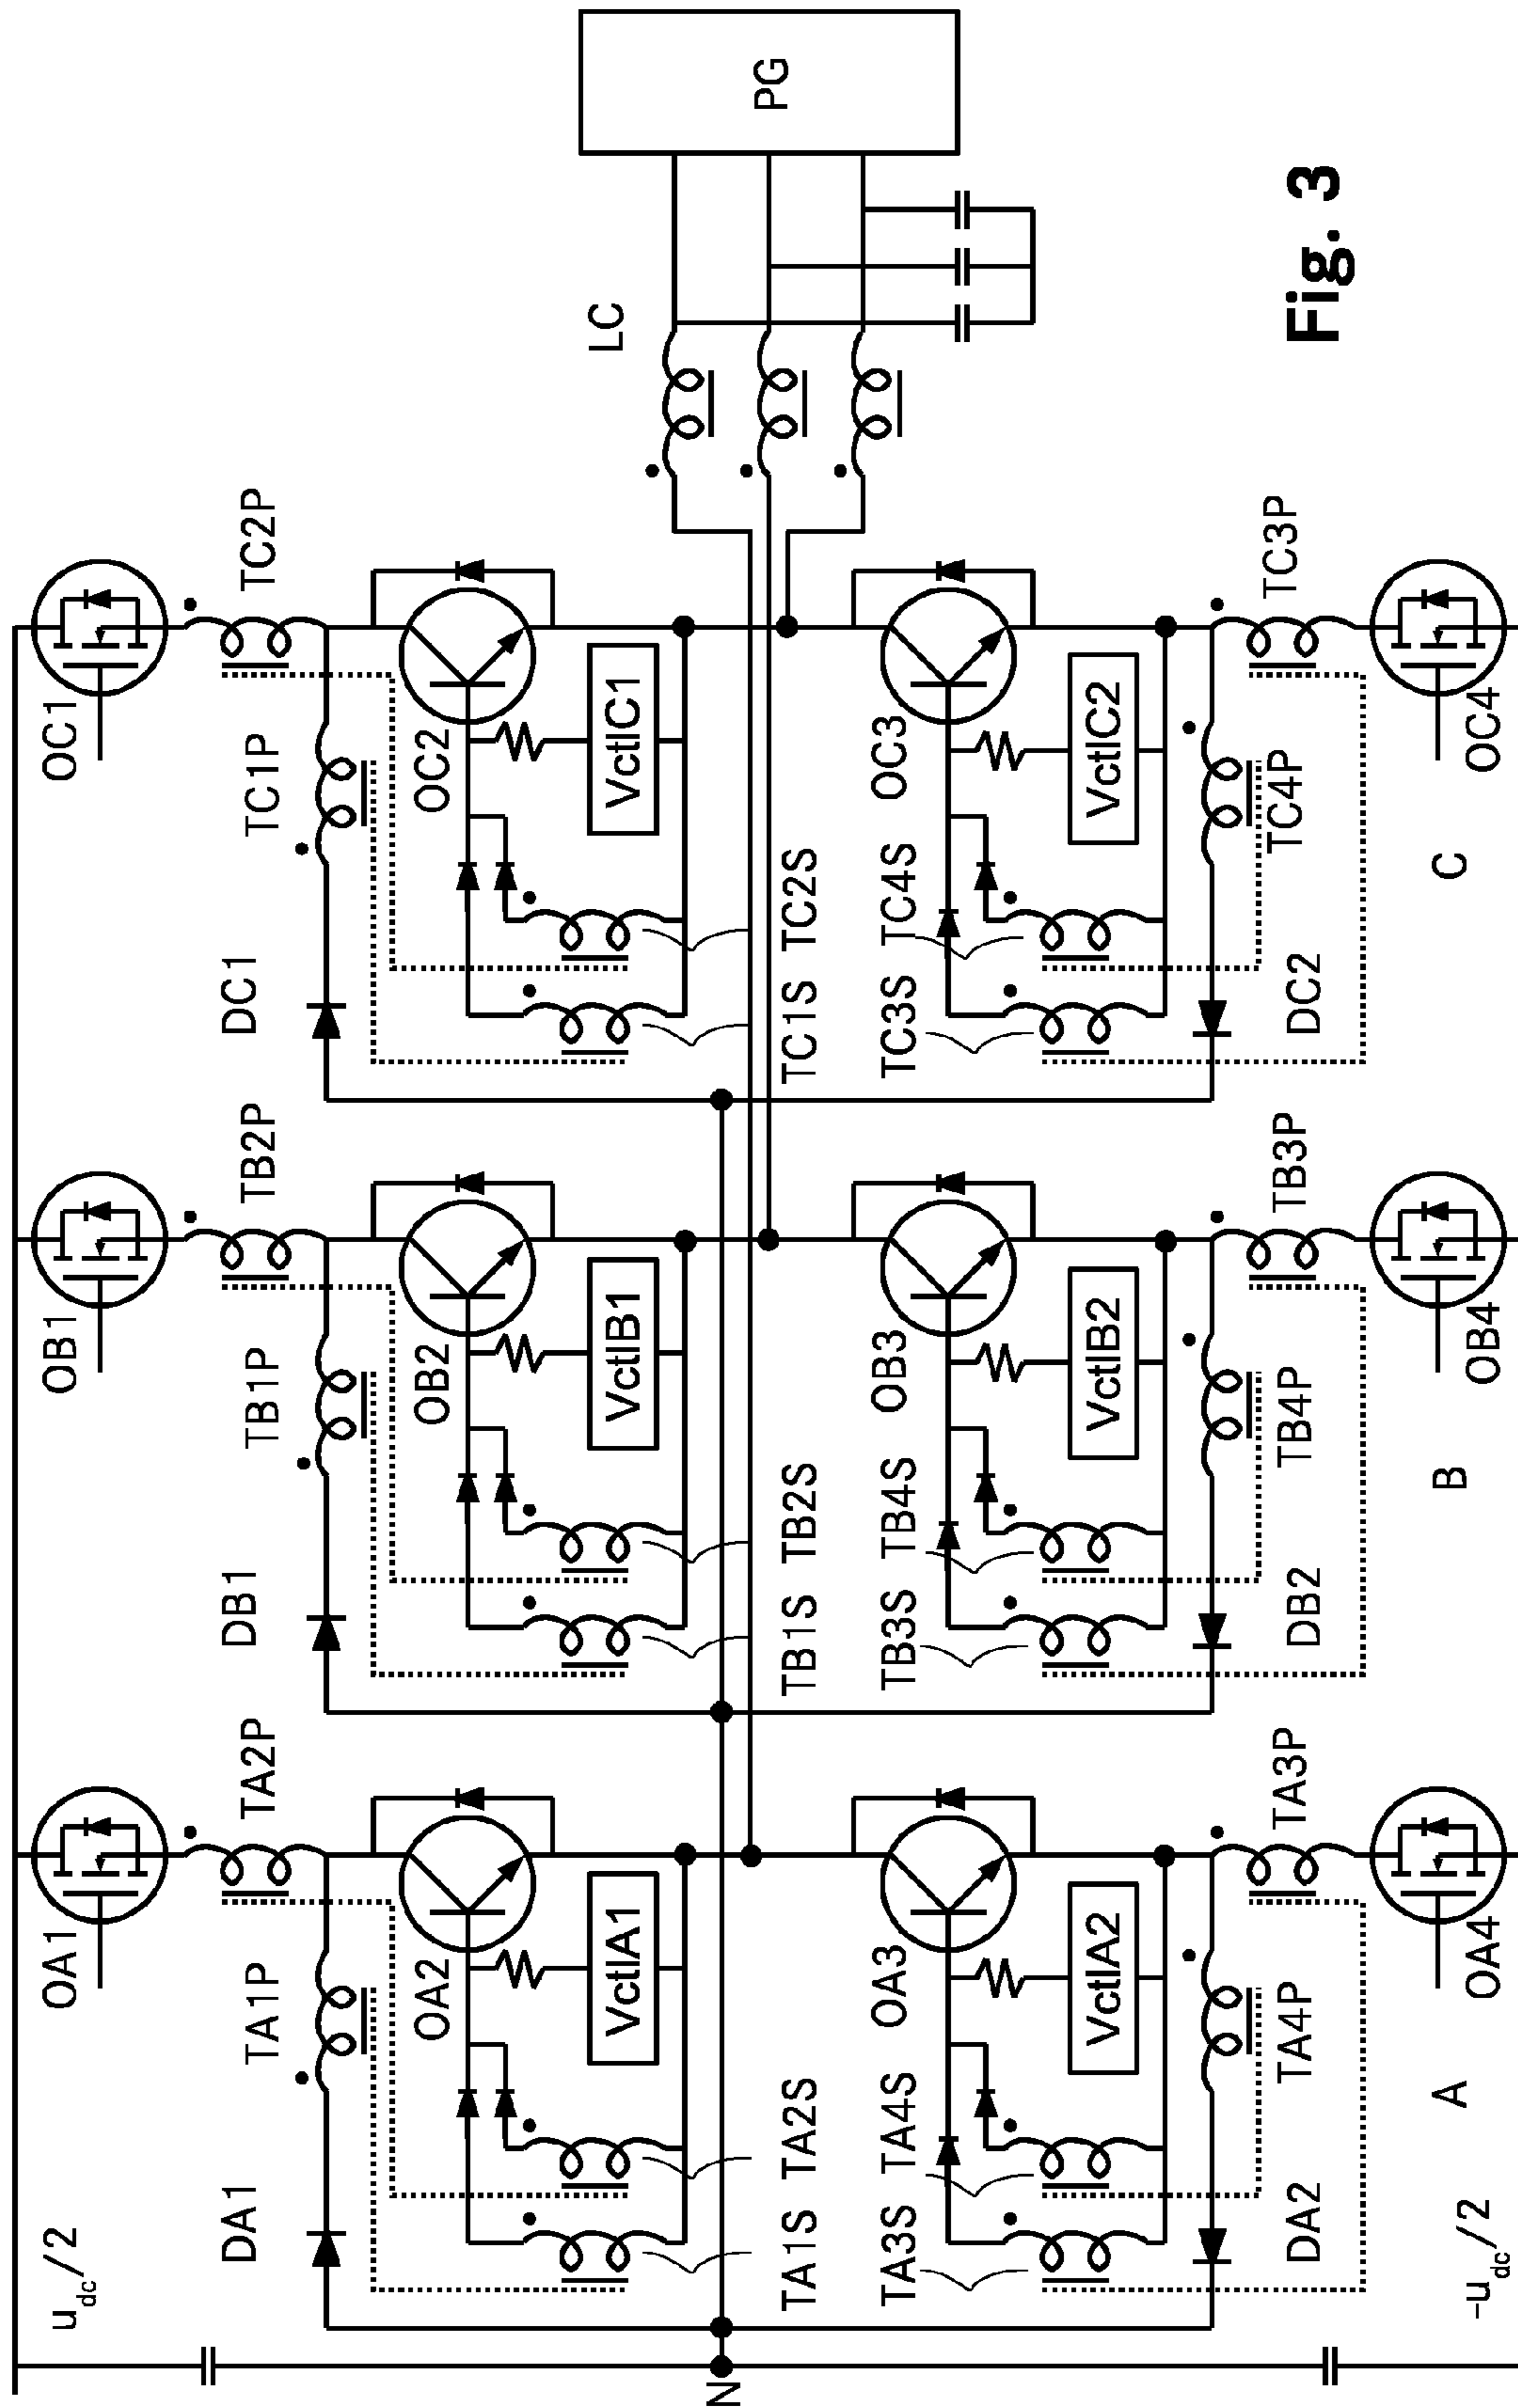 u_dc/2
OA1
OB1
OC1
DA1
TA1P
TA2P
DB1
TB1P
TB2P
DC1
TC1P
TC2P
OA2
OB2
OC2
LC
PG
VctlA1
VctlB1
VctlC1
N
TA1S
TA2S
TB1S
TB2S
TC1S
TC2S
TA3S
TA4S
OA3
TB3S
TB4S
OB3
TC3S
TC4S
OC3
VctlA2
VctlB2
VctlC2
DA2
TA4P
TA3P
DB2
TB4P
TB3P
DC2
TC4P
TC3P
-u_dc/2
A
OA4
B
OB4
C
OC4
Fig. 3